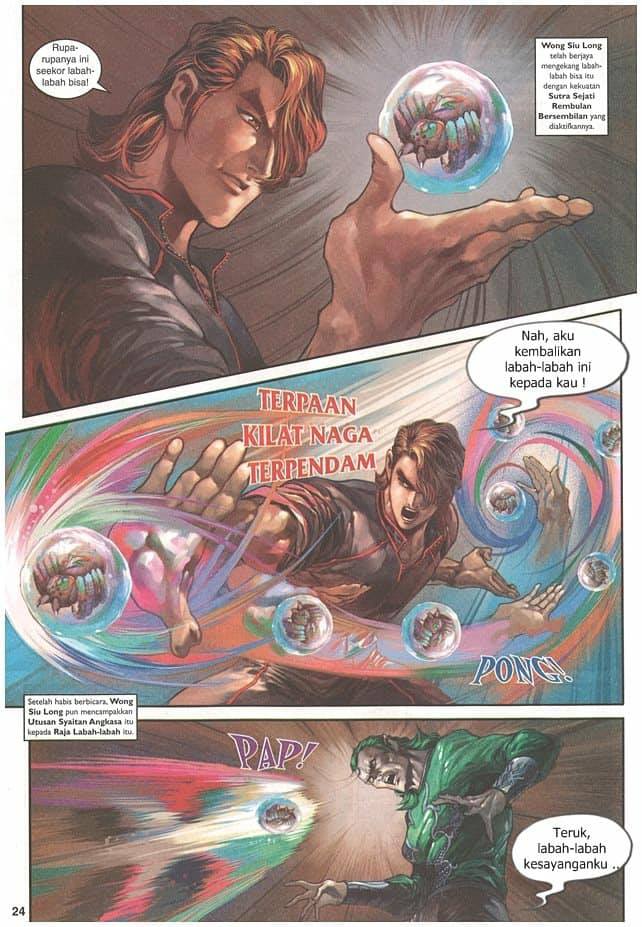 Rupa-
rupanya ini
seekor labah-
labah bisa!
Wong Siu Long
telah berjaya
mengekang labah-
labah bisa itu
dengan kekuatan
Sutra Sejati
Rembulan
Bersembilan yang
diaktifkannya.
Nah, aku
kembalikan
labah-labah ini
kepada kau !
TERPAAN
KILAT NAGA
TERPENDAM
PONG!
Setelah habis berbicara, Wong
Siu Long pun mencampakkan
Utusan Syaitan Angkasa itu
kepada Raja Labah-labah itu.
PAP!
Teruk,
labah-labah
kesayanganku ..
24